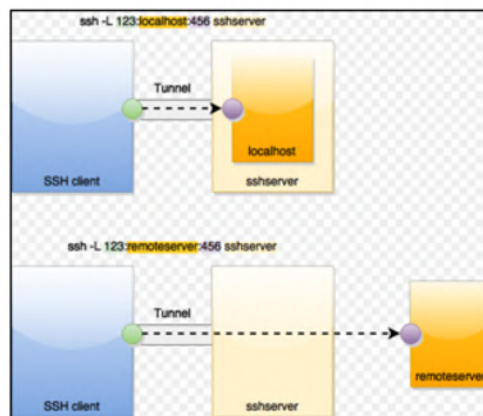 ssh -L 123:localhost:456 sshserver
Tunnel
localhost
SSH client
sshserver
ssh -L 123:remoteserver:456 sshserver
Tunnel
remoteserver
SSH client
sshserver